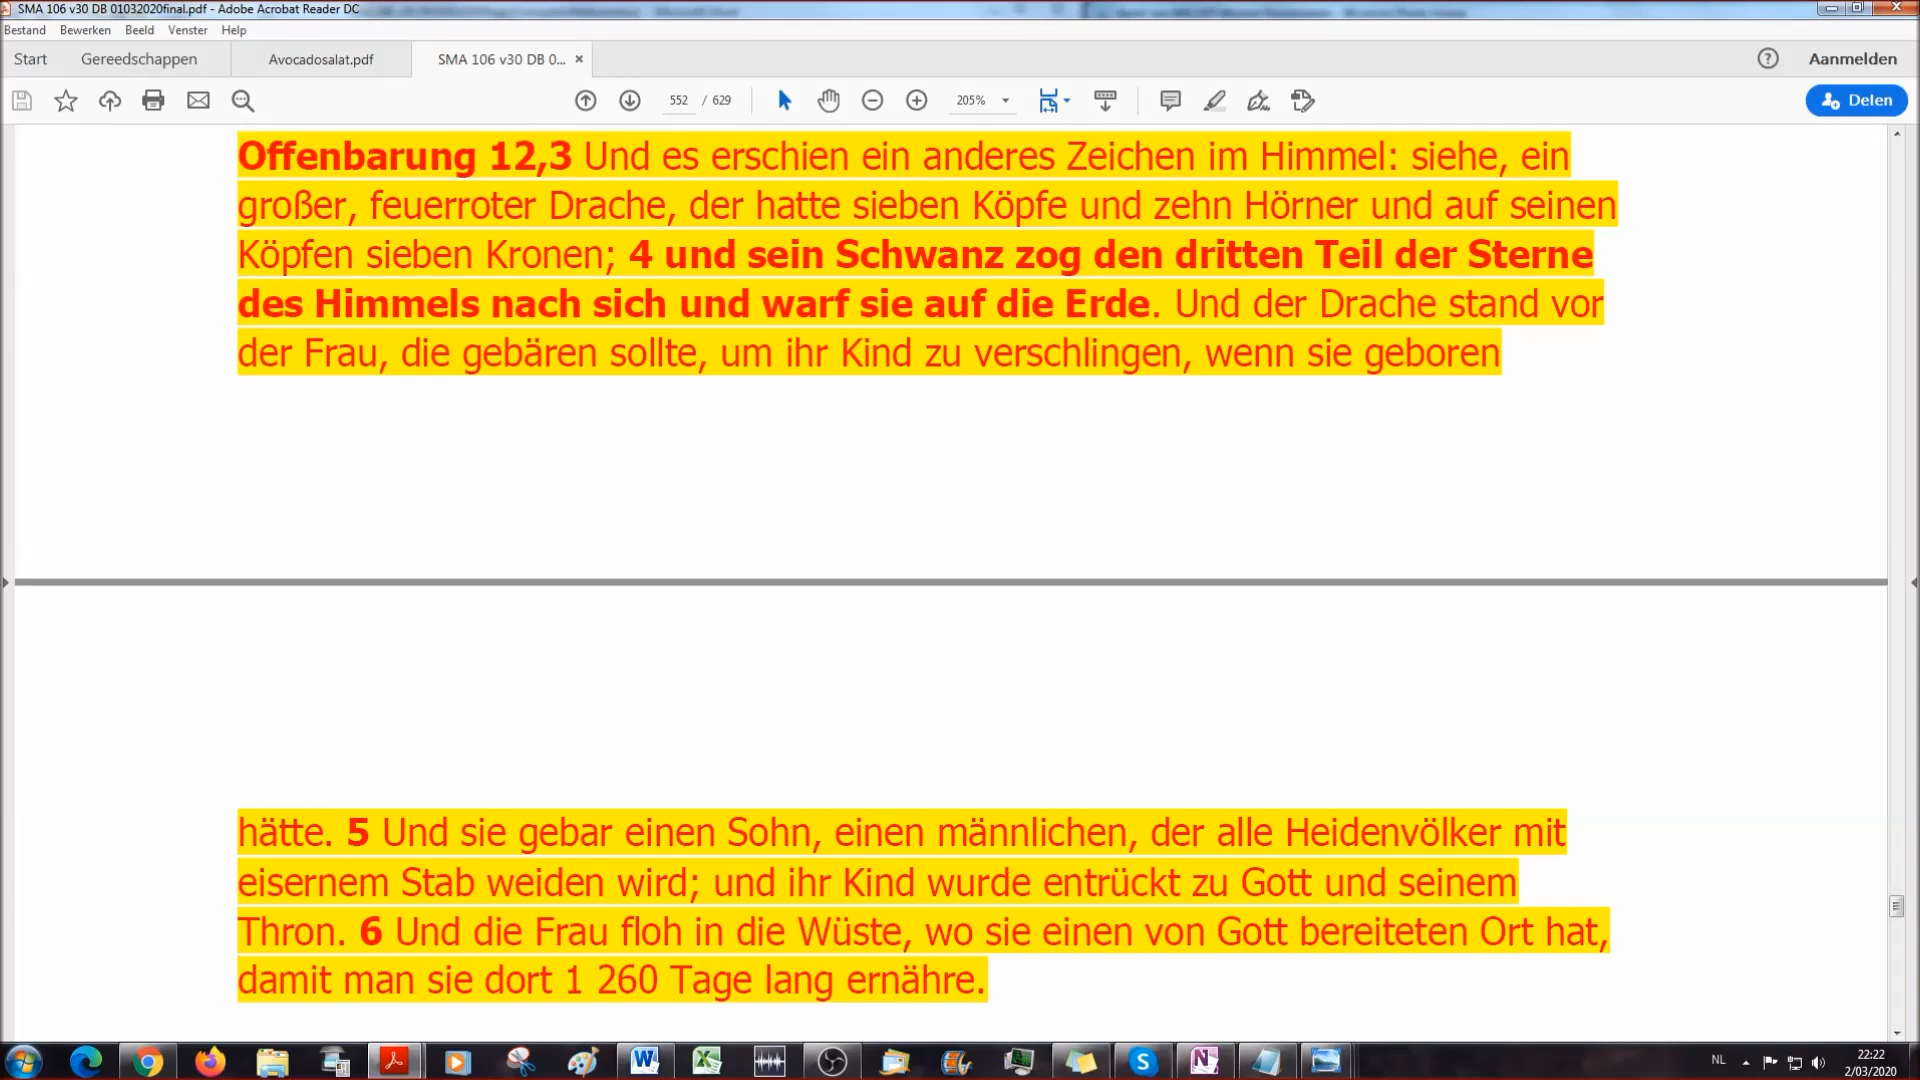 SMA 106 v30 DB 01032020final.pdf - Adobe Acrobat Reader DC
Bestand Bewerken Beeld Venster Help
Start Gereedschappen Avocadosalat.pdf SMA 106 v30 DB 0... × ? Aanmelden
552 / 629 205% Delen
Offenbarung 12,3 Und es erschien ein anderes Zeichen im Himmel: siehe, ein
großer, feuerroter Drache, der hatte sieben Köpfe und zehn Hörner und auf seinen
Köpfen sieben Kronen; 4 und sein Schwanz zog den dritten Teil der Sterne
des Himmels nach sich und warf sie auf die Erde. Und der Drache stand vor
der Frau, die gebären sollte, um ihr Kind zu verschlingen, wenn sie geboren
hätte. 5 Und sie gebar einen Sohn, einen männlichen, der alle Heidenvölker mit
eisernem Stab weiden wird; und ihr Kind wurde entrückt zu Gott und seinem
Thron. 6 Und die Frau floh in die Wüste, wo sie einen von Gott bereiteten Ort hat,
damit man sie dort 1 260 Tage lang ernähre.
NL 22:22
2/03/2020